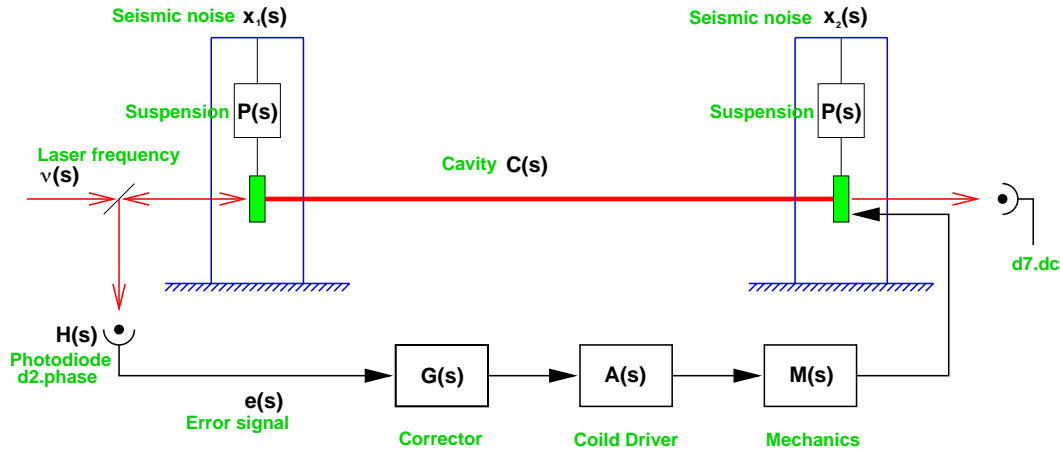 Seismic noise x₁(s)
Seismic noise x₂(s)
Suspension P(s)
Suspension P(s)
Laser frequency
ν(s)
Cavity C(s)
d7.dc
H(s)
Photodiode
d2.phase
e(s)
Error signal
G(s)
A(s)
M(s)
Corrector
Coild Driver
Mechanics